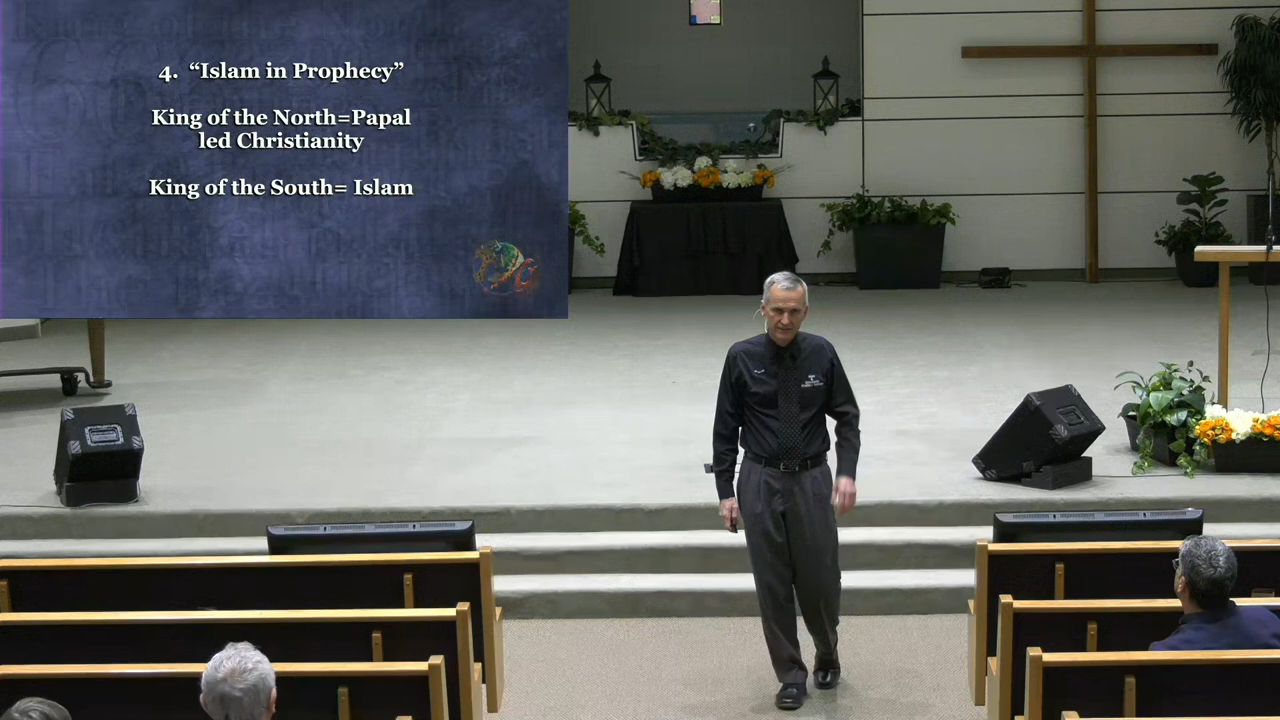 4. “Islam in Prophecy”
King of the North=Papal
led Christianity
King of the South= Islam